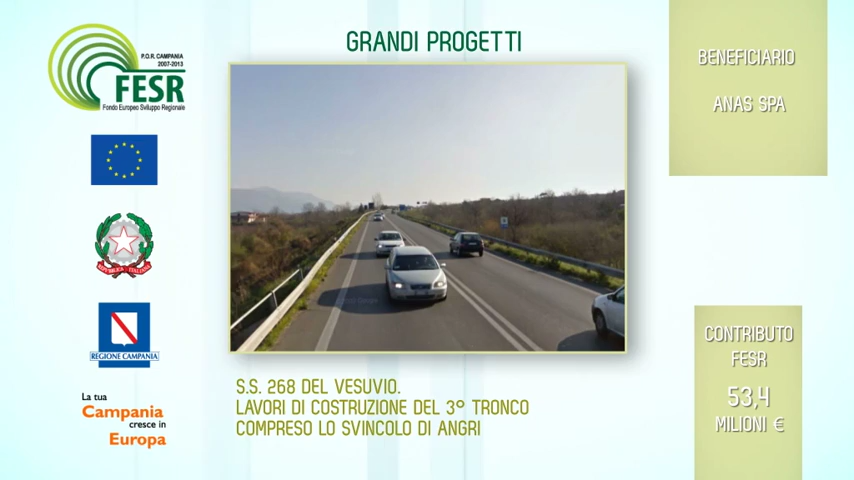 P.O.R. CAMPANIA
2007-2013
FESR
Fondo Europeo Sviluppo Regionale
REPVBBLICA ITALIANA
REGIONE CAMPANIA
La tua
Campania
cresce in
Europa
GRANDI PROGETTI
S.S. 268 DEL VESUVIO.
LAVORI DI COSTRUZIONE DEL 3° TRONCO
COMPRESO LO SVINCOLO DI ANGRI
BENEFICIARIO
ANAS SPA
CONTRIBUTO
FESR
53,4
MILIONI €